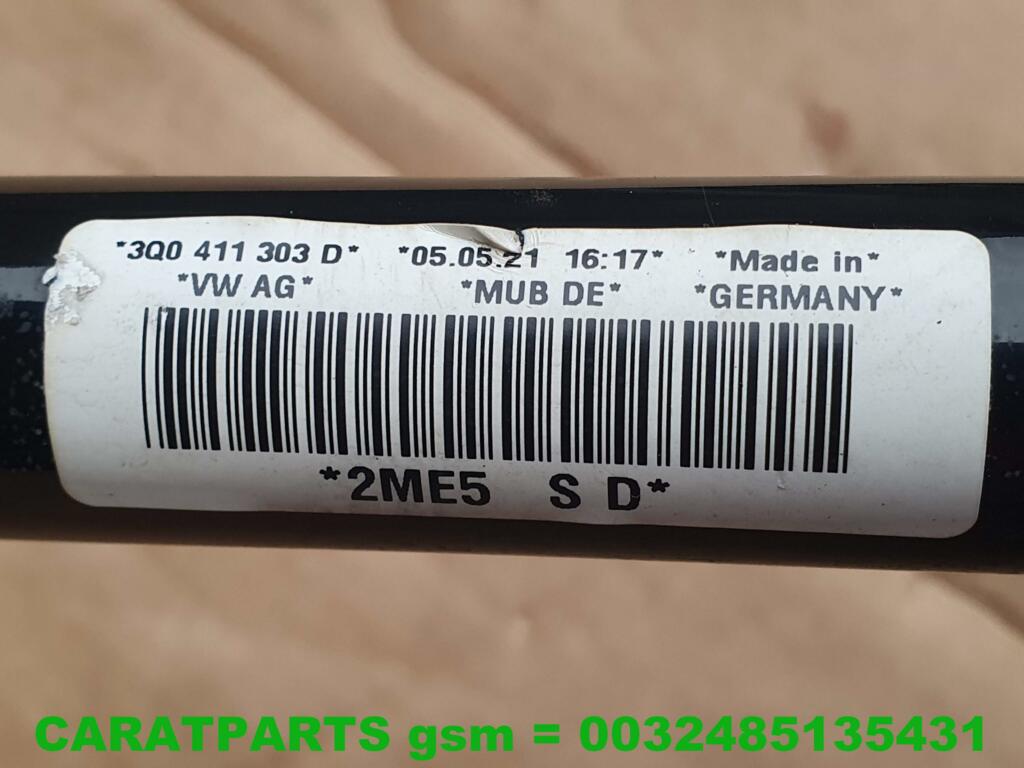 *3Q0 411 303 D* *05.05.21 16:17* *Made in*
*VW AG* *MUB DE* *GERMANY*
*2ME5 S D*
CARATPARTS gsm = 0032485135431